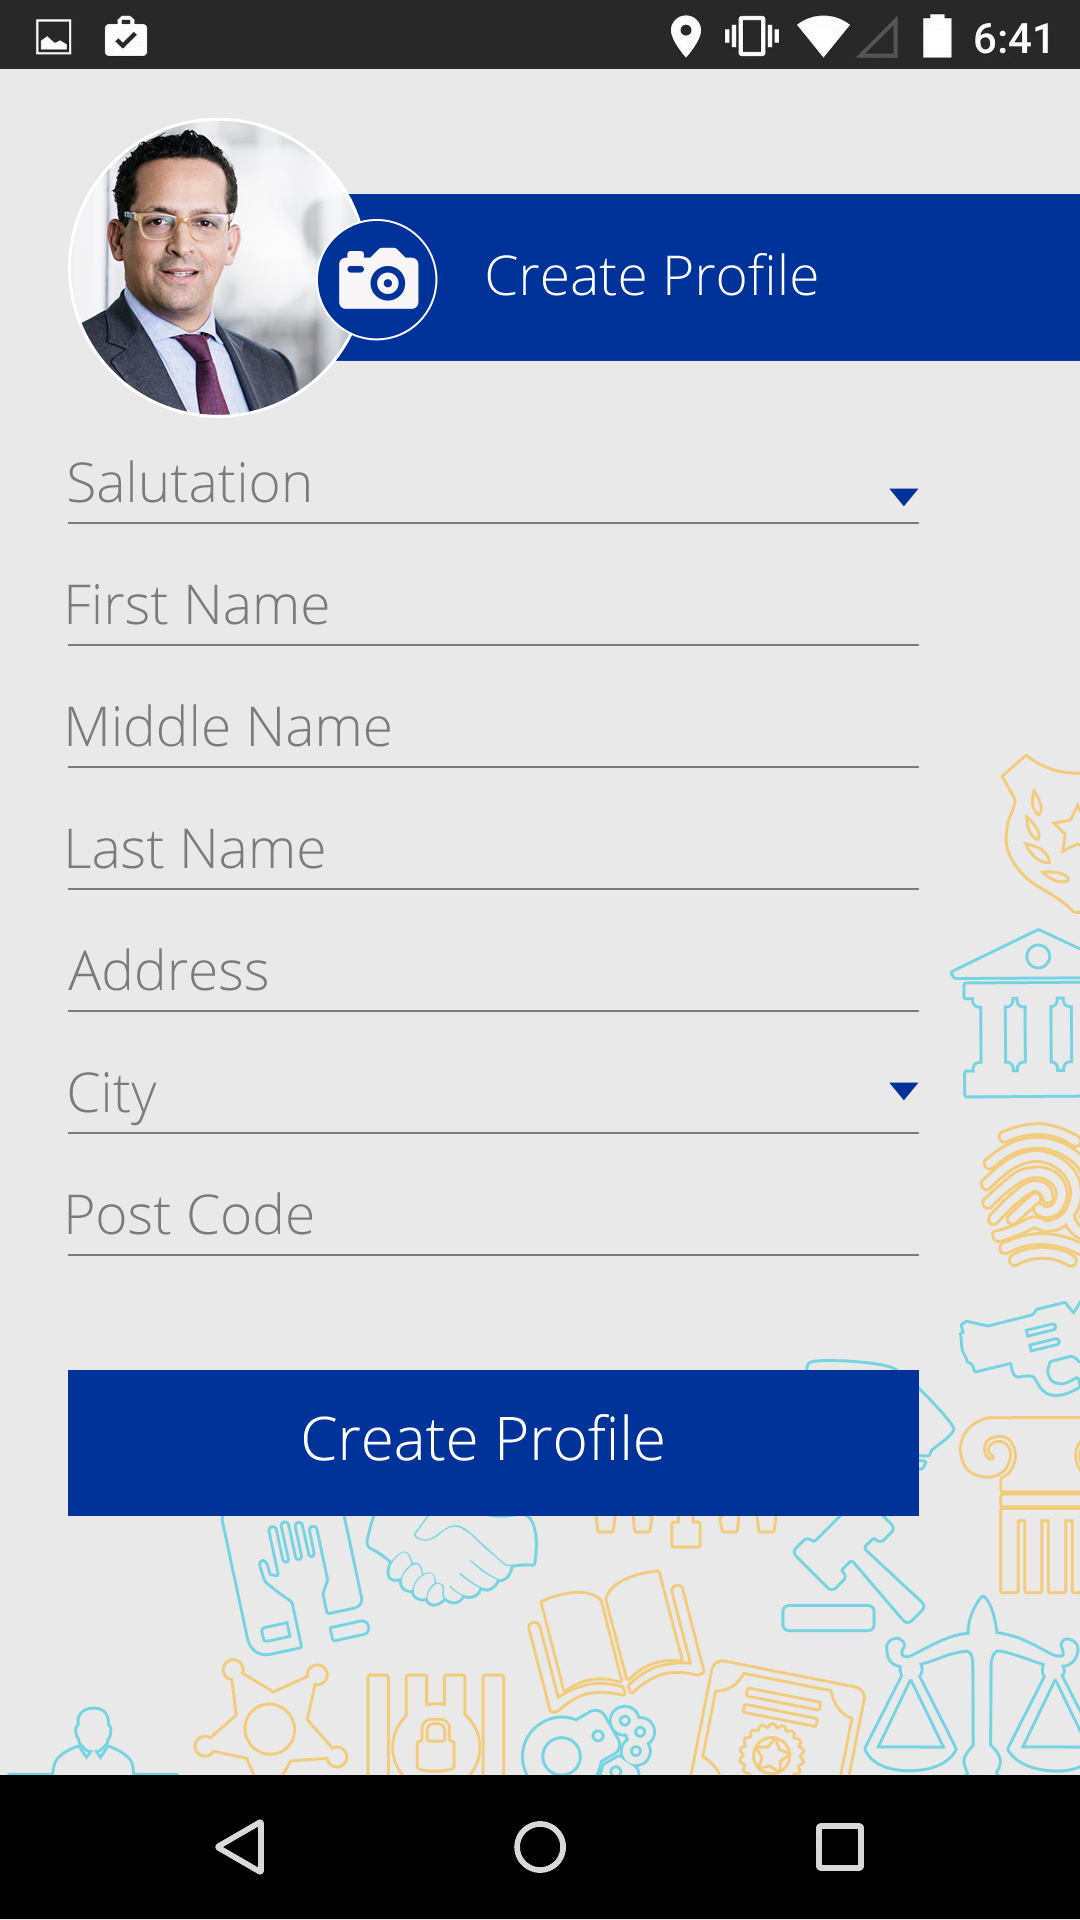 6:41
Create Profile
Salutation
First Name
Middle Name
Last Name
Address
City
Post Code
Create Profile